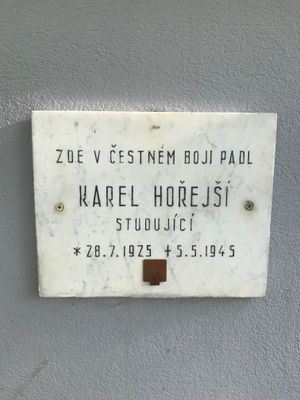 ZDE V ČESTNÉM BOJI PADL
KAREL HOŘEJŠÍ
STUDUJÍCÍ
*28.7.1925 ✝5.5.1945